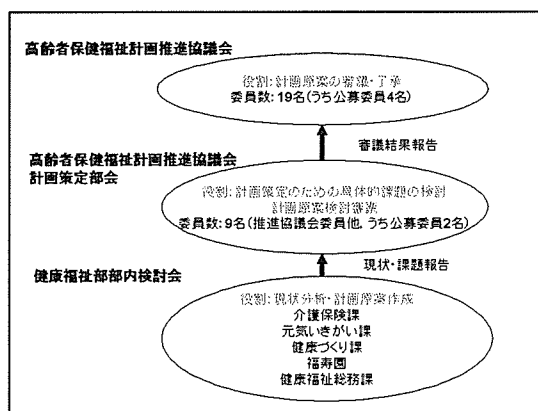 高齢者保健福祉計画推進協議会
役割:計画原案の審議・了承
委員数:19名(うち公募委員4名)
審議結果報告
高齢者保健福祉計画推進協議会
計画策定部会
役割:計画策定のための具体的課題の検討
計画原案検討審議
委員数:9名(推進協議会委員他,うち公募委員2名)
現状・課題報告
健康福祉部部内検討会
役割:現状分析・計画原案作成
介護保険課
元気いきがい課
健康づくり課
福寿園
健康福祉総務課